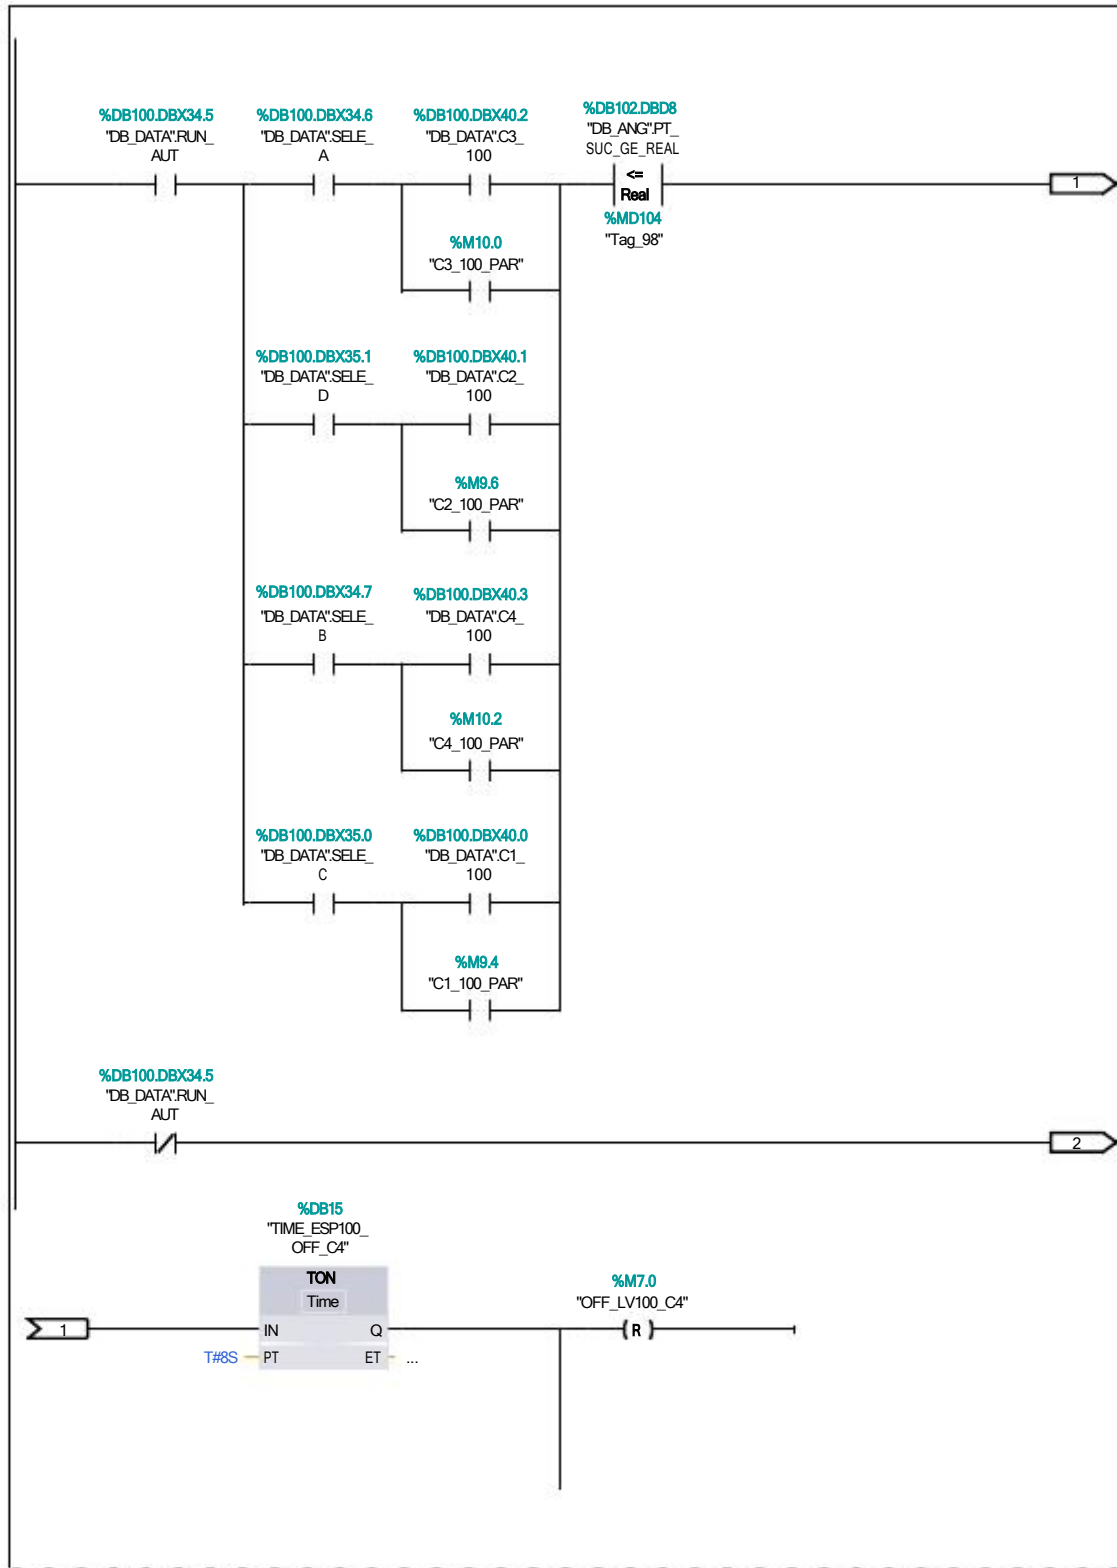 %DB100.DBX34.5
"DB_DATA".RUN_
AUT
%DB100.DBX34.6
"DB_DATA".SELE_
A
%DB100.DBX40.2
"DB_DATA".C3_
100
%DB102.DBD8
"DB_ANG".PT_
SUC_GE_REAL
<=
Real
%MD104
"Tag_98"
1
%M10.0
"C3_100_PAR"
%DB100.DBX35.1
"DB_DATA".SELE_
D
%DB100.DBX40.1
"DB_DATA".C2_
100
%M9.6
"C2_100_PAR"
%DB100.DBX34.7
"DB_DATA".SELE_
B
%DB100.DBX40.3
"DB_DATA".C4_
100
%M10.2
"C4_100_PAR"
%DB100.DBX35.0
"DB_DATA".SELE_
C
%DB100.DBX40.0
"DB_DATA".C1_
100
%M9.4
"C1_100_PAR"
%DB100.DBX34.5
"DB_DATA".RUN_
AUT
2
%DB15
"TIME_ESP100_
OFF_C4"
TON
Time
%M7.0
"OFF_LV100_C4"
1
IN Q
R
T#8S PT ET ...